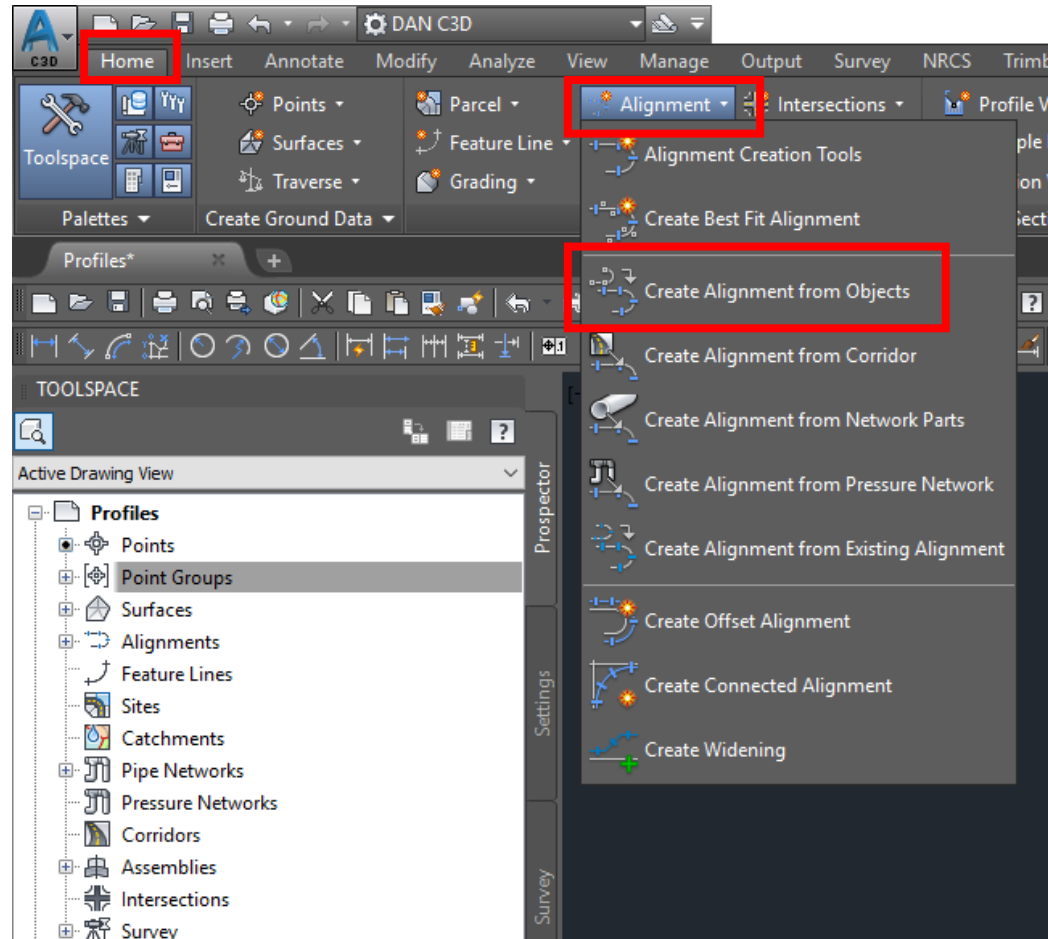 DAN C3D
C3D
Home Insert Annotate Modify Analyze View Manage Output Survey NRCS Trimb
Toolspace
Points
Surfaces
Traverse
Parcel
Feature Line
Grading
Alignment
Intersections
Profile V
ple
ion
Palettes
Create Ground Data
Sect
Alignment Creation Tools
Create Best Fit Alignment
Create Alignment from Objects
Create Alignment from Corridor
Create Alignment from Network Parts
Create Alignment from Pressure Network
Create Alignment from Existing Alignment
Create Offset Alignment
Create Connected Alignment
Create Widening
Profiles*
TOOLSPACE
Active Drawing View
Profiles
Points
Point Groups
Surfaces
Alignments
Feature Lines
Sites
Catchments
Pipe Networks
Pressure Networks
Corridors
Assemblies
Intersections
Survey
Prospector
Settings
Survey